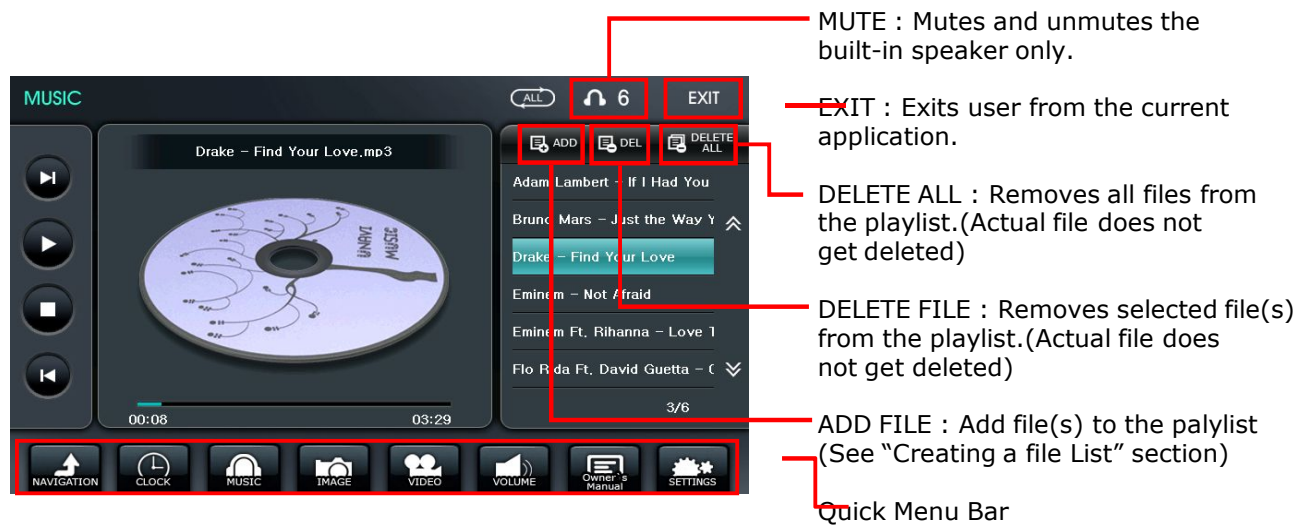 MUTE : Mutes and unmutes the
built-in speaker only.
MUSIC
ALL
6
EXIT
EXIT : Exits user from the current
application.
Drake - Find Your Love.mp3
ADD
DEL
DELETE
ALL
Adam Lambert - If I Had You
Bruno Mars - Just the Way Y
Drake - Find Your Love
Eminem - Not Afraid
Eminem Ft. Rihanna - Love T
Flo Rida Ft. David Guetta - C
3/6
UNAVI
MUSIC
00:08
03:29
DELETE ALL : Removes all files from
the playlist.(Actual file does not
get deleted)
DELETE FILE : Removes selected file(s)
from the playlist.(Actual file does
not get deleted)
ADD FILE : Add file(s) to the palylist
(See “Creating a file List” section)
NAVIGATION
CLOCK
MUSIC
IMAGE
VIDEO
VOLUME
Owner`s
Manual
SETTINGS
Quick Menu Bar